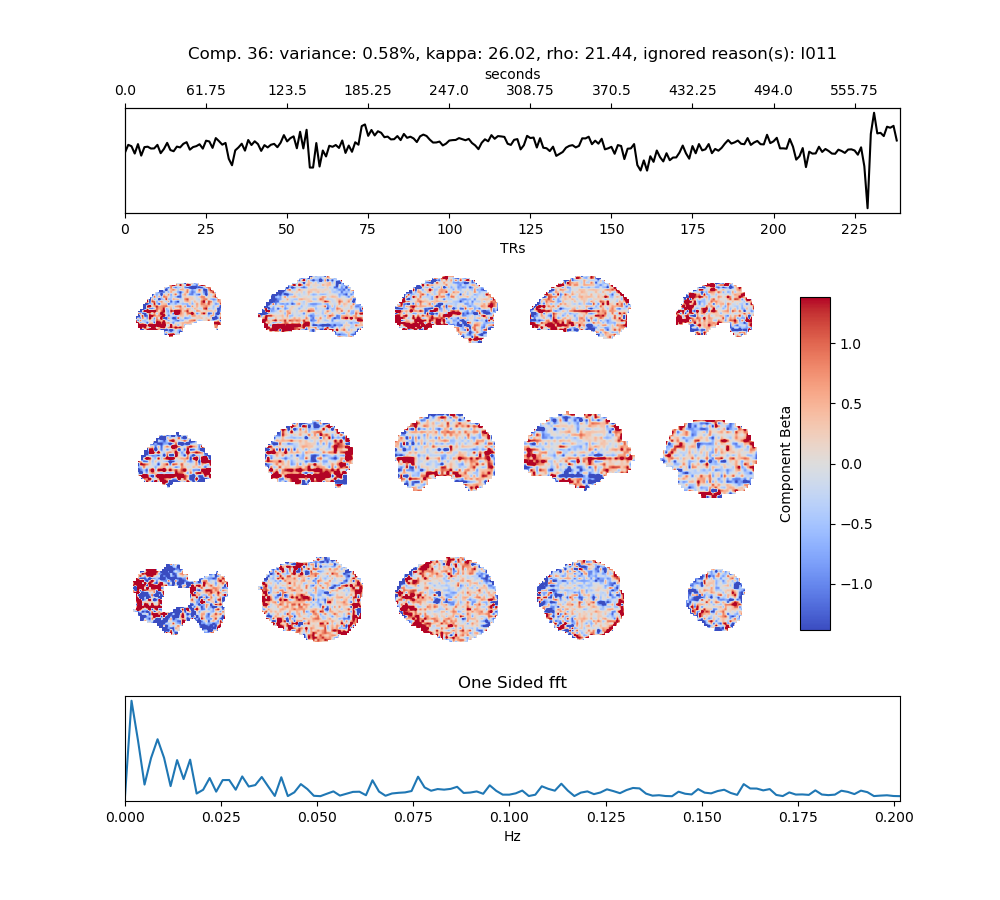 Comp. 36: variance: 0.58%, kappa: 26.02, rho: 21.44, ignored reason(s): I011
seconds
0.0 61.75 123.5 185.25 247.0 308.75 370.5 432.25 494.0 555.75
0 25 50 75 100 125 150 175 200 225
TRs
1.0
0.5
0.0
−0.5
−1.0
Component Beta
One Sided fft
0.000 0.025 0.050 0.075 0.100 0.125 0.150 0.175 0.200
Hz